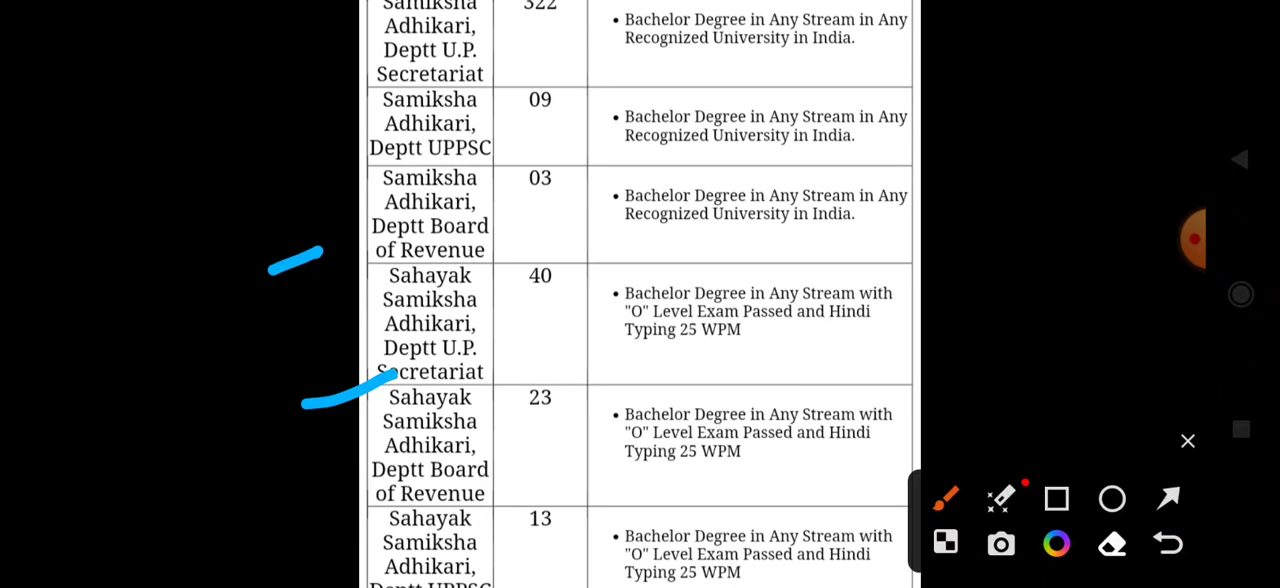 Samiksha
Adhikari,
Deptt U.P.
Secretariat
322
• Bachelor Degree in Any Stream in Any
Recognized University in India.
Samiksha
Adhikari,
Deptt UPPSC
09
• Bachelor Degree in Any Stream in Any
Recognized University in India.
Samiksha
Adhikari,
Deptt Board
of Revenue
03
• Bachelor Degree in Any Stream in Any
Recognized University in India.
Sahayak
Samiksha
Adhikari,
Deptt U.P.
Secretariat
40
• Bachelor Degree in Any Stream with
"O" Level Exam Passed and Hindi
Typing 25 WPM
Sahayak
Samiksha
Adhikari,
Deptt Board
of Revenue
23
• Bachelor Degree in Any Stream with
"O" Level Exam Passed and Hindi
Typing 25 WPM
Sahayak
Samiksha
Adhikari,
Deptt UPPSC
13
• Bachelor Degree in Any Stream with
"O" Level Exam Passed and Hindi
Typing 25 WPM